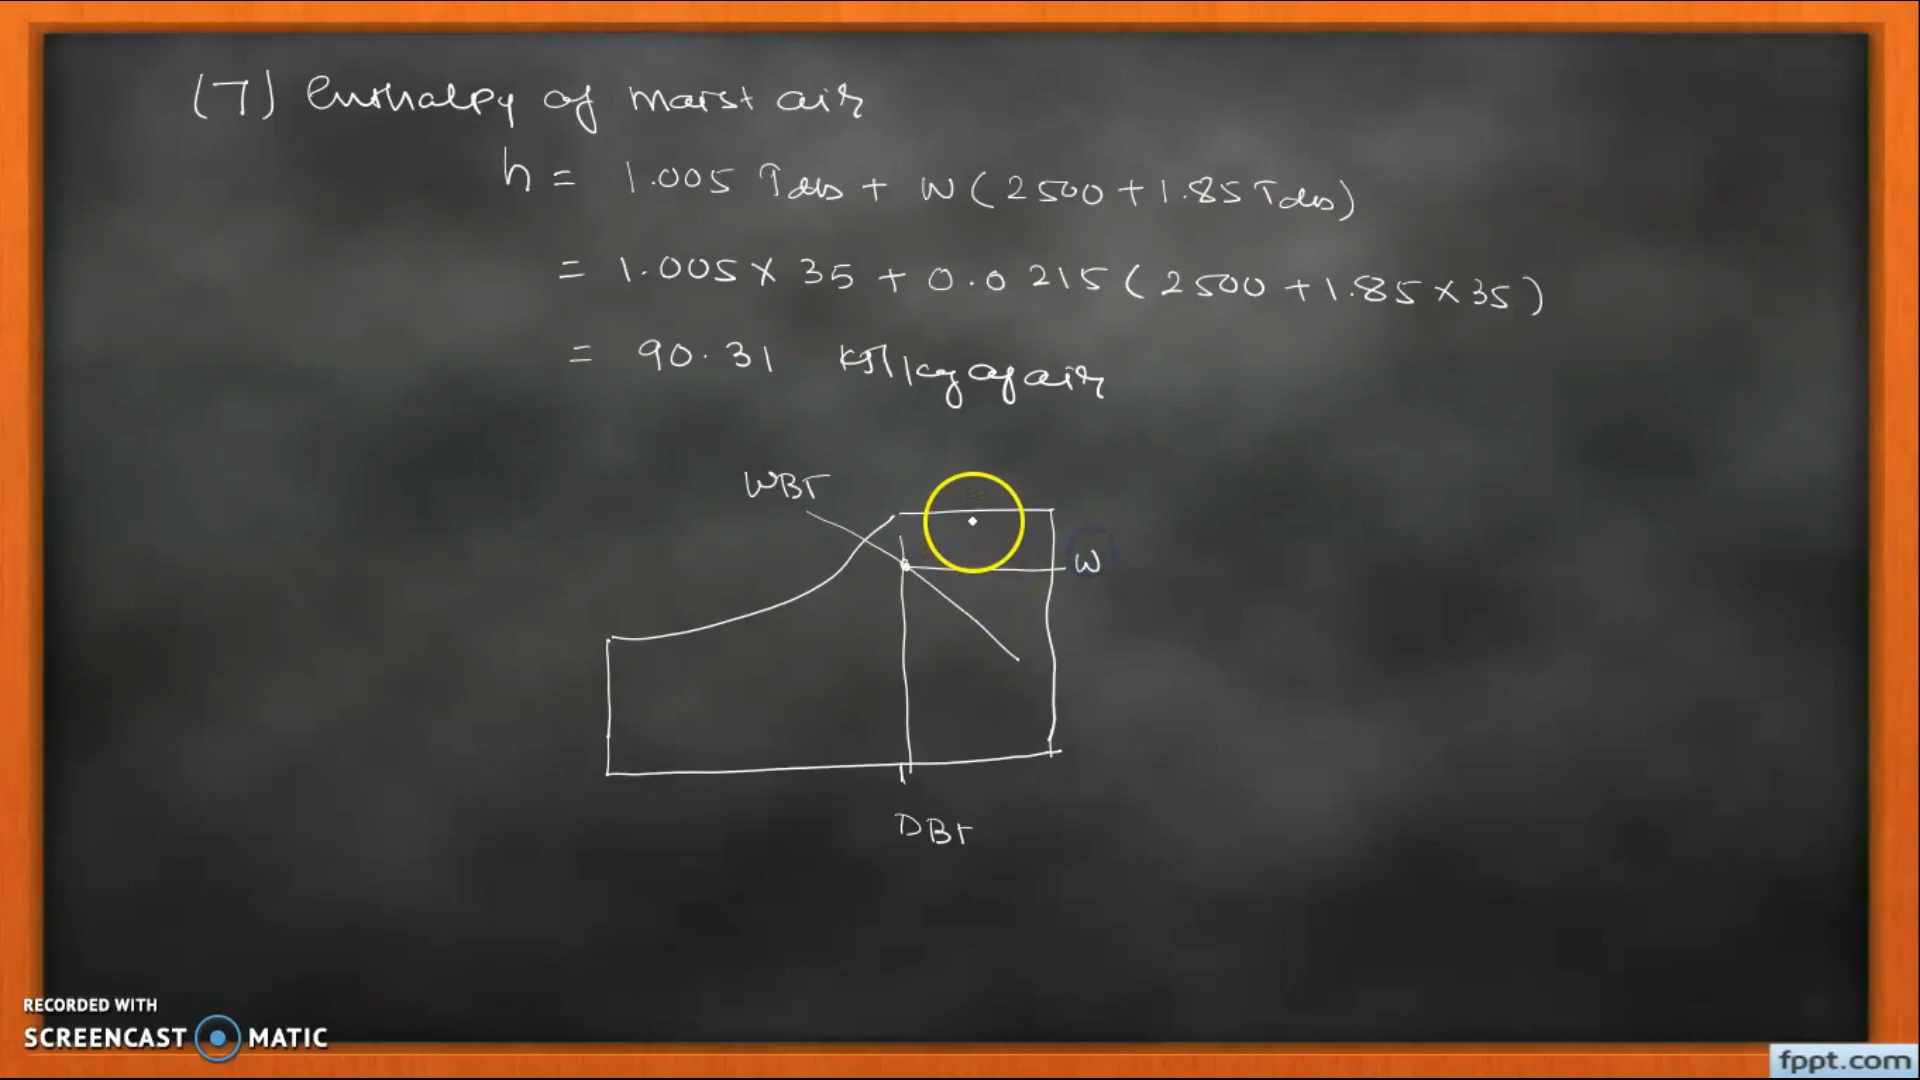 (7) Enthalpy of moist air
h = 1.005 Tdb + W (2500 + 1.85 Tdb)
= 1.005 × 35 + 0.0215 (2500 + 1.85 × 35)
= 90.31 kJ/kg of air
WBT
W
DBT
RECORDED WITH
SCREENCAST MATIC
fppt.com